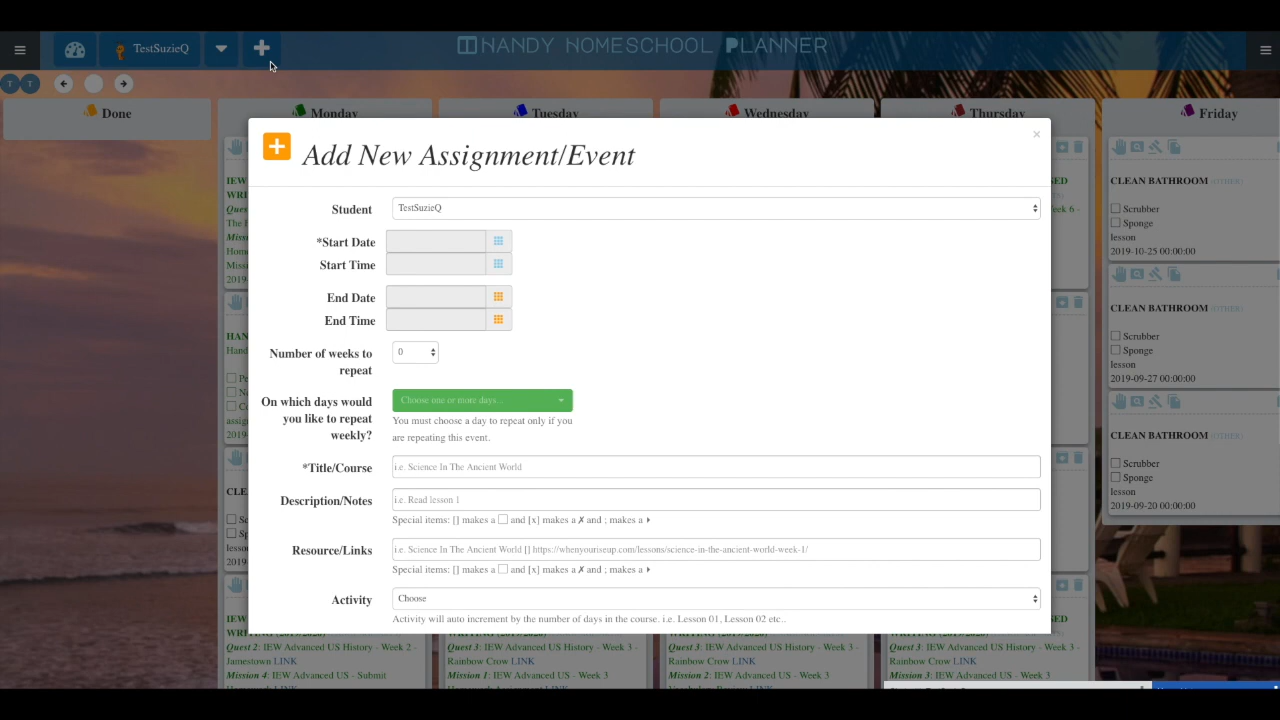 TestSuzieQ
HANDY HOMESCHOOL PLANNER
T T
Done
Monday
Tuesday
Wednesday
Thursday
Friday
Add New Assignment/Event
×
Student
TestSuzieQ
*Start Date
Start Time
End Date
End Time
Number of weeks to
repeat
0
On which days would
you like to repeat
weekly?
Choose one or more days...
You must choose a day to repeat only if you
are repeating this event.
*Title/Course
i.e. Science In The Ancient World
Description/Notes
i.e. Read lesson 1
Special items: [] makes a ☐ and [x] makes a ✗ and ; makes a
Resource/Links
i.e. Science In The Ancient World [] https://whenyouriseup.com/lessons/science-in-the-ancient-world-week-1/
Special items: [] makes a ☐ and [x] makes a ✗ and ; makes a
Activity
Choose
Activity will auto increment by the number of days in the course. i.e. Lesson 01, Lesson 02 etc..
CLEAN BATHROOM (OTHER)
Scrubber
Sponge
lesson
2019-10-25 00:00:00
CLEAN BATHROOM (OTHER)
Scrubber
Sponge
lesson
2019-09-27 00:00:00
CLEAN BATHROOM (OTHER)
Scrubber
Sponge
lesson
2019-09-20 00:00:00
IEW
Quest 2: IEW Advanced US History - Week 2 -
Jamestown LINK
Mission 4: IEW Advanced US - Submit
Quest 3: IEW Advanced US History - Week 3 -
Rainbow Crow LINK
Mission 1: IEW Advanced US - Week 3
Quest 3: IEW Advanced US History - Week 3 -
Rainbow Crow LINK
Mission 2: IEW Advanced US - Week 3
Quest 3: IEW Advanced US History - Week 3 -
Rainbow Crow LINK
Mission 3: IEW Advanced US - Week 3